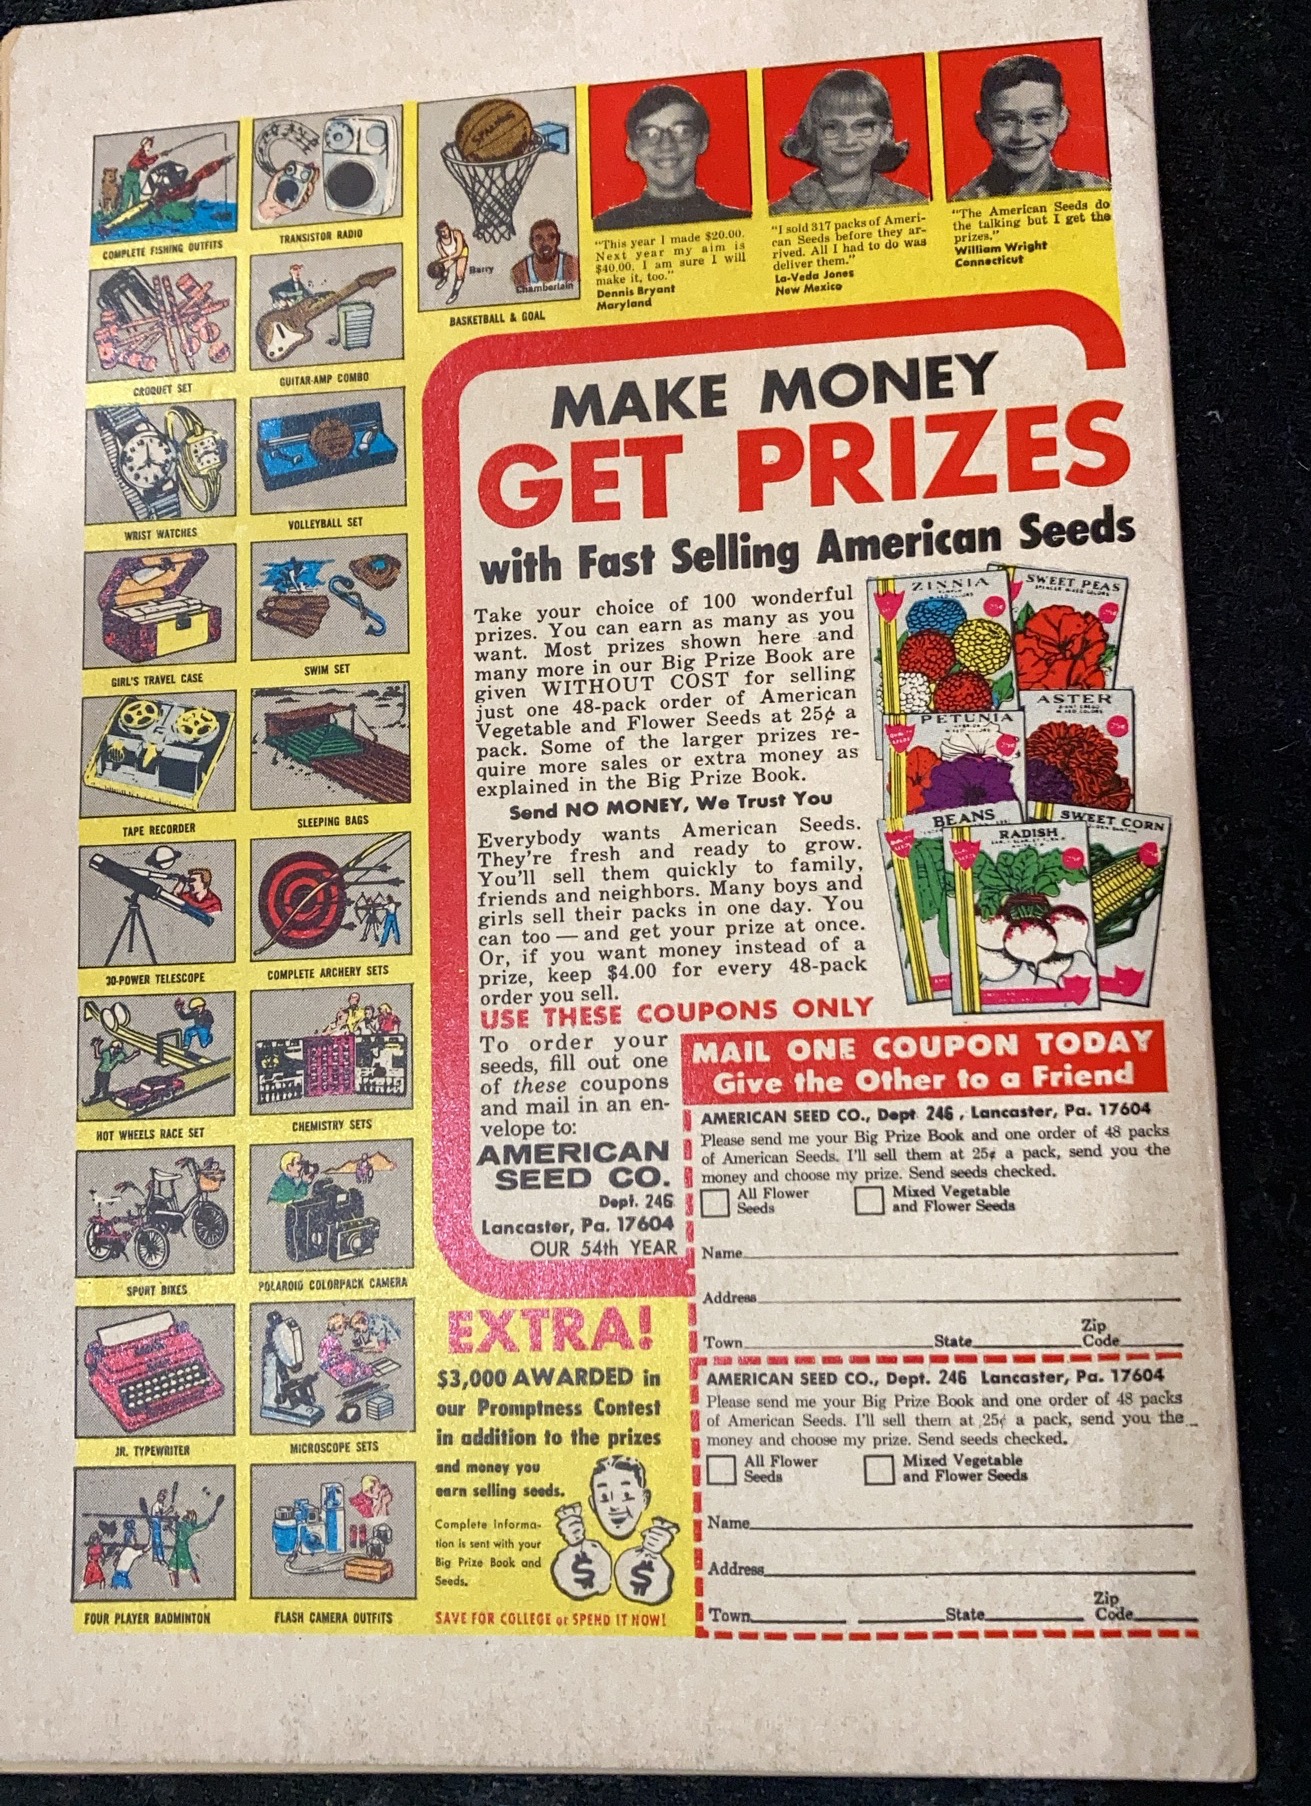 COMPLETE FISHING OUTFITS
TRANSISTOR RADIO
CROQUET SET
GUITAR-AMP COMBO
WRIST WATCHES
VOLLEYBALL SET
GIRL'S TRAVEL CASE
SWIM SET
TAPE RECORDER
SLEEPING BAGS
30-POWER TELESCOPE
COMPLETE ARCHERY SETS
HOT WHEELS RACE SET
CHEMISTRY SETS
SPORT BIKES
POLAROID COLORPACK CAMERA
JR. TYPEWRITER
MICROSCOPE SETS
FOUR PLAYER BADMINTON
FLASH CAMERA OUTFITS
SPALDING
Barry
Chamberlain
BASKETBALL & GOAL
"This year I made $20.00.
Next year my aim is
$40.00. I am sure I will
make it, too."
Dennis Bryant
Maryland
"I sold 317 packs of Ameri-
can Seeds before they ar-
rived. All I had to do was
deliver them."
La-Veda Jones
New Mexico
"The American Seeds do
the talking but I get the
prizes."
William Wright
Connecticut
MAKE MONEY
GET PRIZES
with Fast Selling American Seeds
Take your choice of 100 wonderful
prizes. You can earn as many as you
want. Most prizes shown here and
many more in our Big Prize Book are
given WITHOUT COST for selling
just one 48-pack order of American
Vegetable and Flower Seeds at 25¢ a
pack. Some of the larger prizes re-
quire more sales or extra money as
explained in the Big Prize Book.
Send NO MONEY, We Trust You
Everybody wants American Seeds.
They're fresh and ready to grow.
You'll sell them quickly to family,
friends and neighbors. Many boys and
girls sell their packs in one day. You
can too — and get your prize at once.
Or, if you want money instead of a
prize, keep $4.00 for every 48-pack
order you sell.
ZINNIA
SWEET PEAS
PETUNIA
ASTER
BEANS
RADISH
SWEET CORN
USE THESE COUPONS ONLY
To order your
seeds, fill out one
of these coupons
and mail in an en-
velope to:
AMERICAN
SEED CO.
Dept. 246
Lancaster, Pa. 17604
OUR 54th YEAR
MAIL ONE COUPON TODAY
Give the Other to a Friend
AMERICAN SEED CO., Dept 246, Lancaster, Pa. 17604
Please send me your Big Prize Book and one order of 48 packs
of American Seeds. I'll sell them at 25¢ a pack, send you the
money and choose my prize. Send seeds checked.
All Flower
Seeds
Mixed Vegetable
and Flower Seeds
Name
Address
Town State Zip Code
AMERICAN SEED CO., Dept. 246 Lancaster, Pa. 17604
Please send me your Big Prize Book and one order of 48 packs
of American Seeds. I'll sell them at 25¢ a pack, send you the
money and choose my prize. Send seeds checked.
All Flower
Seeds
Mixed Vegetable
and Flower Seeds
Name
Address
Town State Zip Code
EXTRA!
$3,000 AWARDED in
our Promptness Contest
in addition to the prizes
and money you
earn selling seeds.
Complete Informa-
tion is sent with your
Big Prize Book and
Seeds.
$ $
SAVE FOR COLLEGE or SPEND IT NOW!